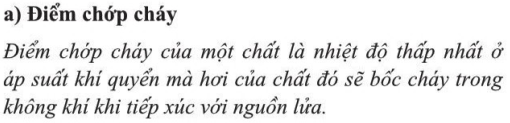 a) Điểm chớp cháy
Điểm chớp cháy của một chất là nhiệt độ thấp nhất ở
áp suất khí quyển mà hơi của chất đó sẽ bốc cháy trong
không khí khi tiếp xúc với nguồn lửa.